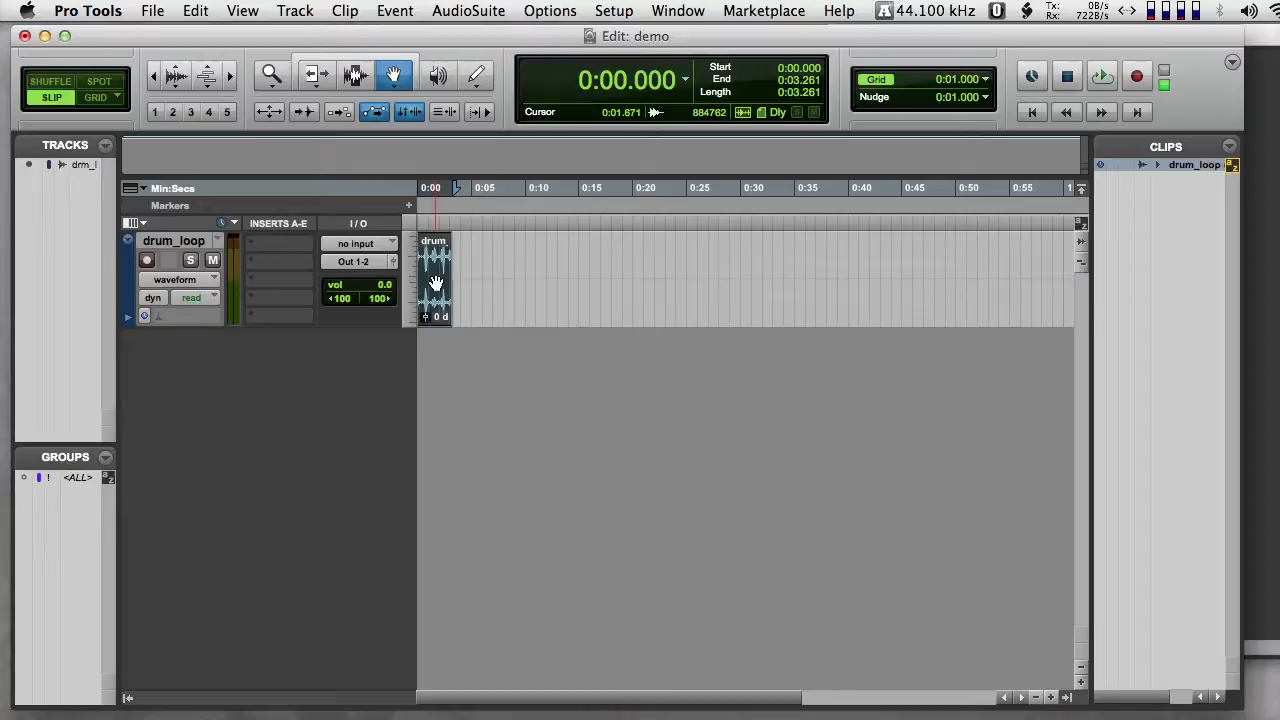 Pro Tools File Edit View Track Clip Event AudioSuite Options Setup Window Marketplace Help A 44.100 kHz Tx: 0B/s
Rx: 722B/s
Edit: demo
SHUFFLE SPOT
SLIP GRID
1 2 3 4 5
0:00.000
Start 0:00.000
End 0:03.261
Length 0:03.261
Cursor 0:01.671 884762 Dly S M
Grid 0:01.000
Nudge 0:01.000
TRACKS
drm_l
Min:Secs 0:00 0:05 0:10 0:15 0:20 0:25 0:30 0:35 0:40 0:45 0:50 0:55 1
Markers
INSERTS A-E I / O
drum_loop
S M
waveform
dyn read
no input
Out 1-2
vol 0.0
100 100
drum_
0 d
GROUPS
! <ALL>
a z
CLIPS
drum_loop
a z